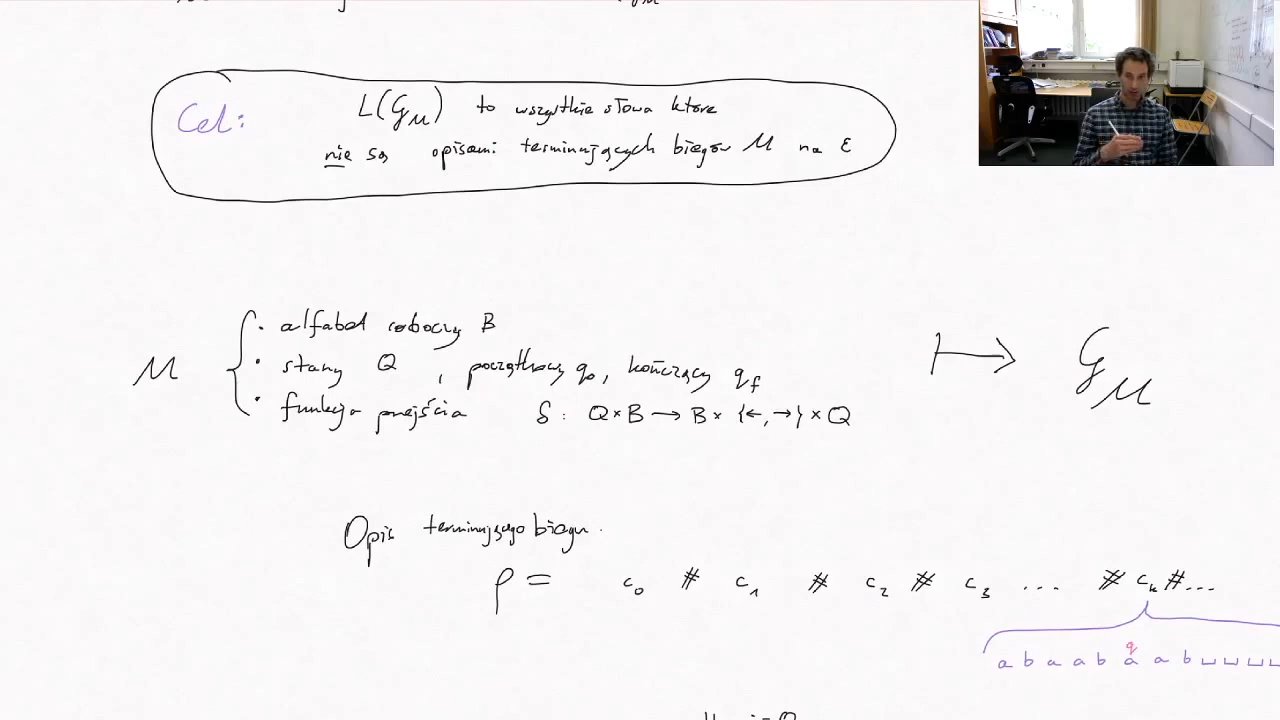 Cel: L(G_M) to wszystkie słowa które
nie są opisami terminujących biegów M na ε
M
· alfabet roboczy B
· stany Q, początkowy q₀, kończący q_f
· funkcja przejścia δ: Q×B → B×{←,→}×Q
↦ G_M
Opis terminującego biegu.
ρ = c₀ # c₁ # c₂ # c₃ ... # c_k #...
q
a b a a b a a b ⊔ ⊔ ⊔ ⊔